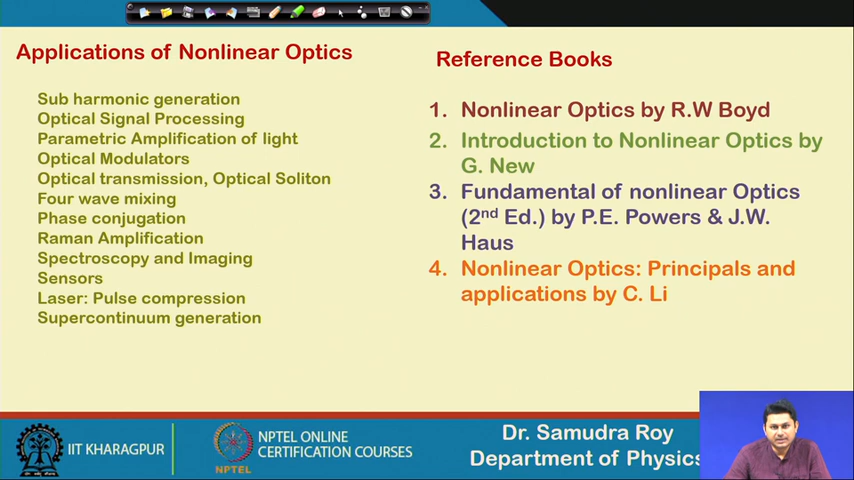 Applications of Nonlinear Optics
Sub harmonic generation
Optical Signal Processing
Parametric Amplification of light
Optical Modulators
Optical transmission, Optical Soliton
Four wave mixing
Phase conjugation
Raman Amplification
Spectroscopy and Imaging
Sensors
Laser: Pulse compression
Supercontinuum generation
Reference Books
1. Nonlinear Optics by R.W Boyd
2. Introduction to Nonlinear Optics by
G. New
3. Fundamental of nonlinear Optics
(2nd Ed.) by P.E. Powers & J.W.
Haus
4. Nonlinear Optics: Principals and
applications by C. Li
IIT KHARAGPUR
NPTEL
NPTEL ONLINE
CERTIFICATION COURSES
Dr. Samudra Roy
Department of Physics